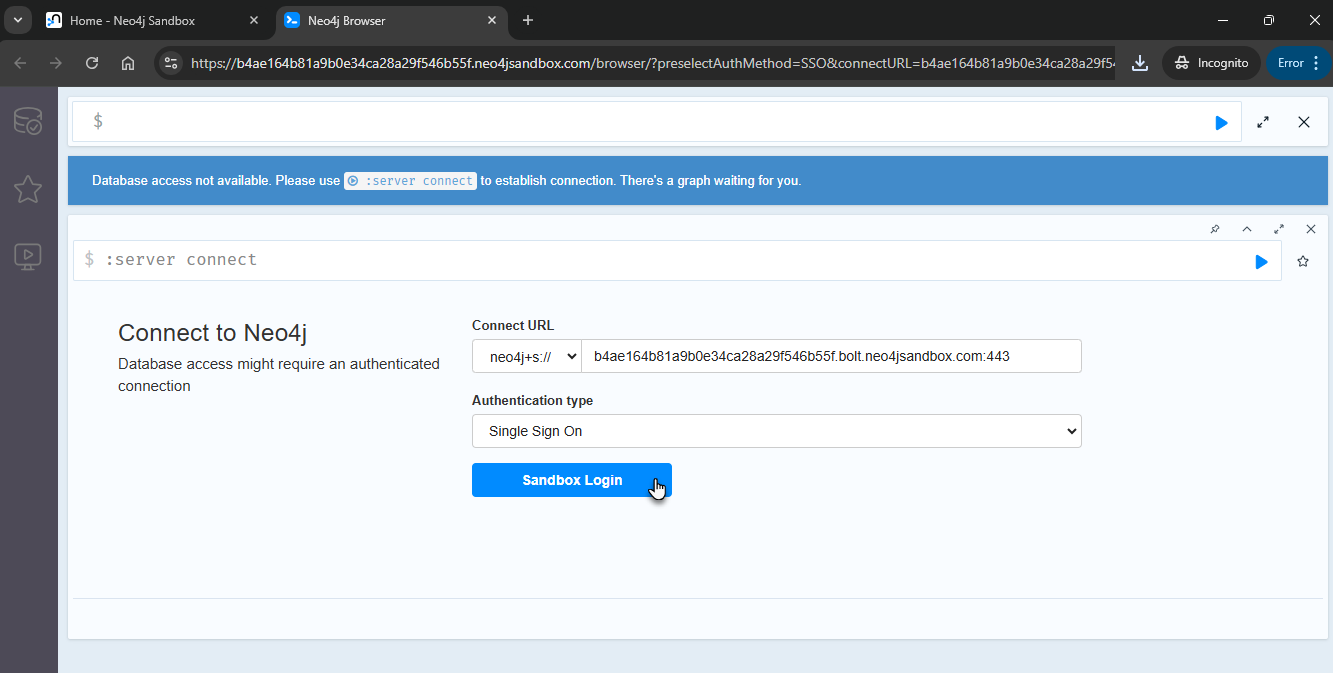 Home - Neo4j Sandbox
Neo4j Browser
https://b4ae164b81a9b0e34ca28a29f546b55f.neo4jsandbox.com/browser/?preselectAuthMethod=SSO&connectURL=b4ae164b81a9b0e34ca28a29f54
Incognito
Error
$
Database access not available. Please use :server connect to establish connection. There's a graph waiting for you.
$ :server connect
Connect to Neo4j
Database access might require an authenticated
connection
Connect URL
neo4j+s://
b4ae164b81a9b0e34ca28a29f546b55f.bolt.neo4jsandbox.com:443
Authentication type
Single Sign On
Sandbox Login